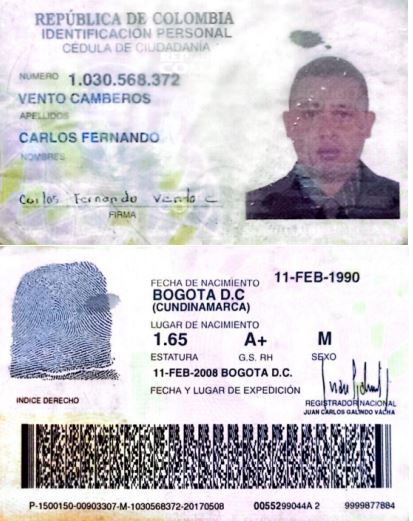 REPÚBLICA DE COLOMBIA
IDENTIFICACIÓN PERSONAL
CÉDULA DE CIUDADANÍA
NUMERO 1.030.568.372
VENTO CAMBEROS
APELLIDOS
CARLOS FERNANDO
NOMBRES
Carlos Fernando Vento C
FIRMA
FECHA DE NACIMIENTO 11-FEB-1990
BOGOTA D.C
(CUNDINAMARCA)
LUGAR DE NACIMIENTO
1.65 A+ M
ESTATURA G.S. RH SEXO
11-FEB-2008 BOGOTA D.C.
FECHA Y LUGAR DE EXPEDICIÓN
INDICE DERECHO
REGISTRADOR NACIONAL
JUAN CARLOS GALINDO VÁCHA
P-1500150-00903307-M-1030568372-20170508 0055299044A 2 9999877884